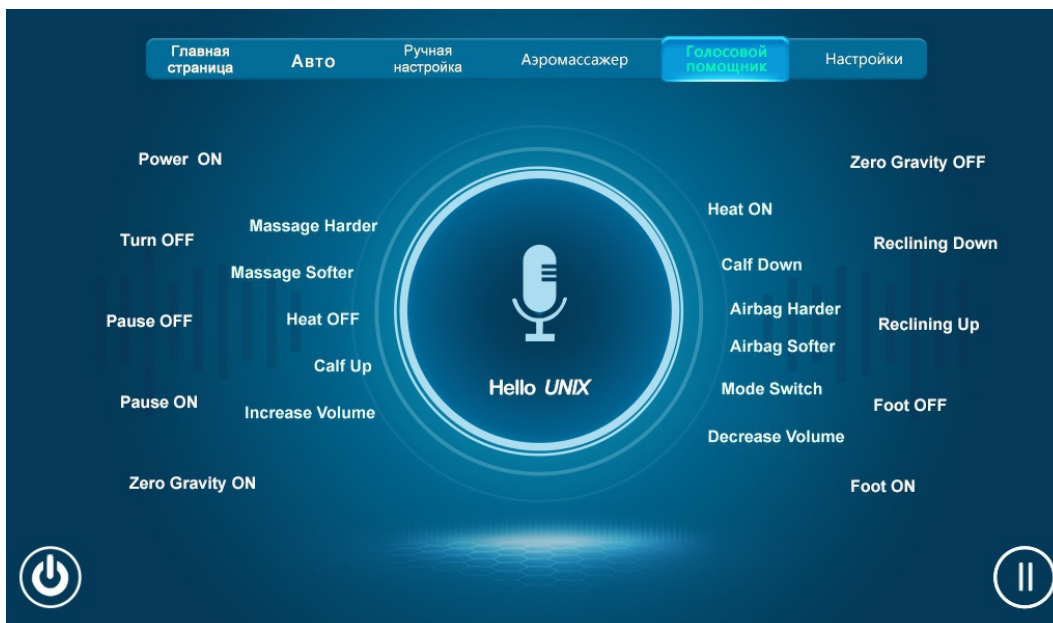 Главная
страница
Авто
Ручная
настройка
Аэромассажер
Голосовой
помощник
Настройки
Power ON
Turn OFF
Pause OFF
Pause ON
Zero Gravity ON
Massage Harder
Massage Softer
Heat OFF
Calf Up
Increase Volume
Hello UNIX
Heat ON
Calf Down
Airbag Harder
Airbag Softer
Mode Switch
Decrease Volume
Zero Gravity OFF
Reclining Down
Reclining Up
Foot OFF
Foot ON